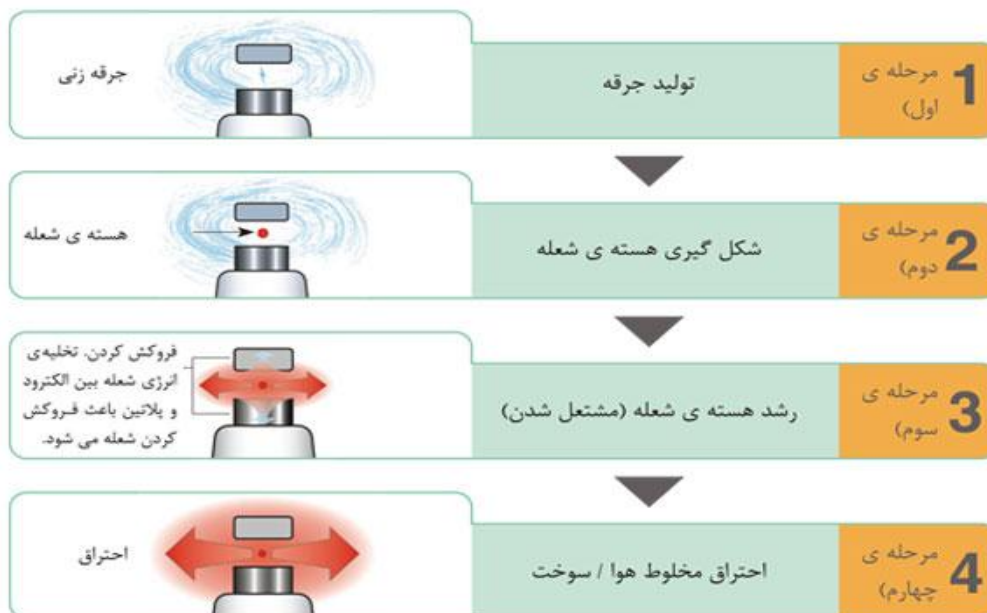 1 مرحله ی
اول)
تولید جرقه
جرقه زنی
2 مرحله ی
دوم)
شکل گیری هسته ی شعله
هسته ی شعله
3 مرحله ی
سوم)
رشد هسته ی شعله (مشتعل شدن)
فروکش کردن. تخلیه‌ی
انرژی شعله بین الکترود
و پلاتین باعث فروکش
کردن شعله می شود.
4 مرحله ی
چهارم)
احتراق مخلوط هوا / سوخت
احتراق